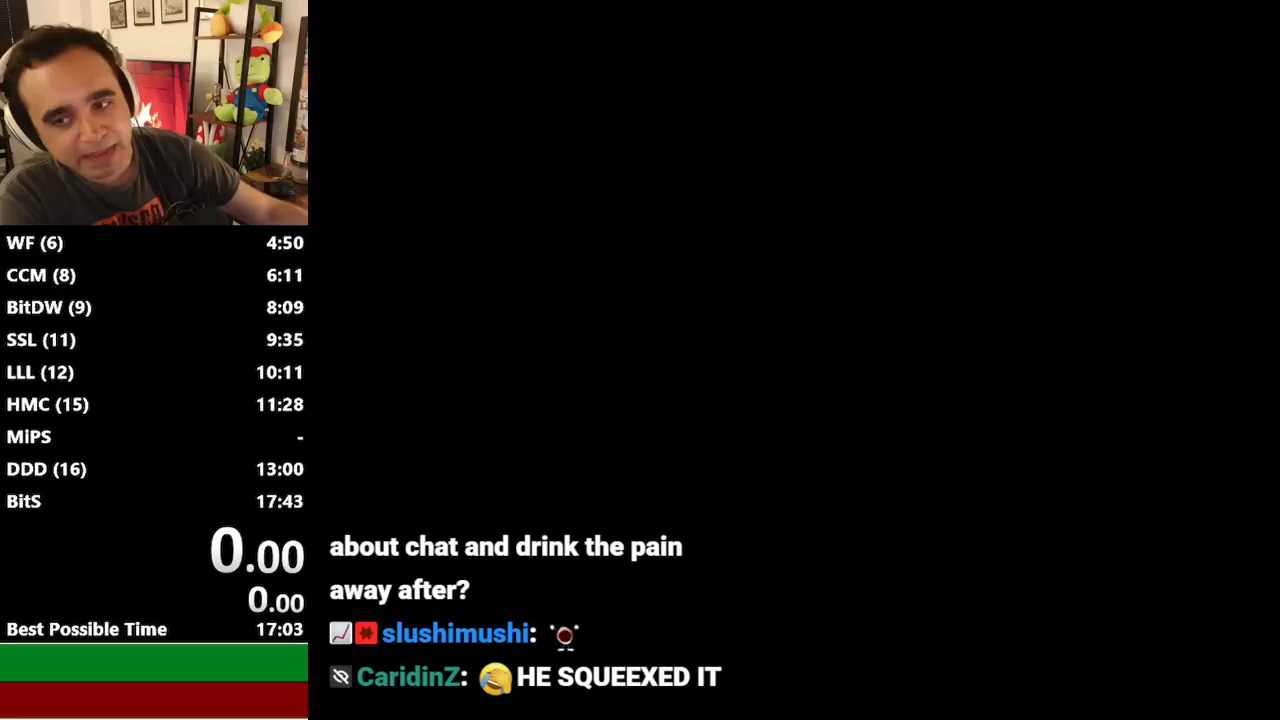 WF (6) 4:50
CCM (8) 6:11
BitDW (9) 8:09
SSL (11) 9:35
LLL (12) 10:11
HMC (15) 11:28
MiPS -
DDD (16) 13:00
BitS 17:43
0.00
0.00
Best Possible Time 17:03
about chat and drink the pain
away after?
slushimushi:
CaridinZ: HE SQUEEXED IT